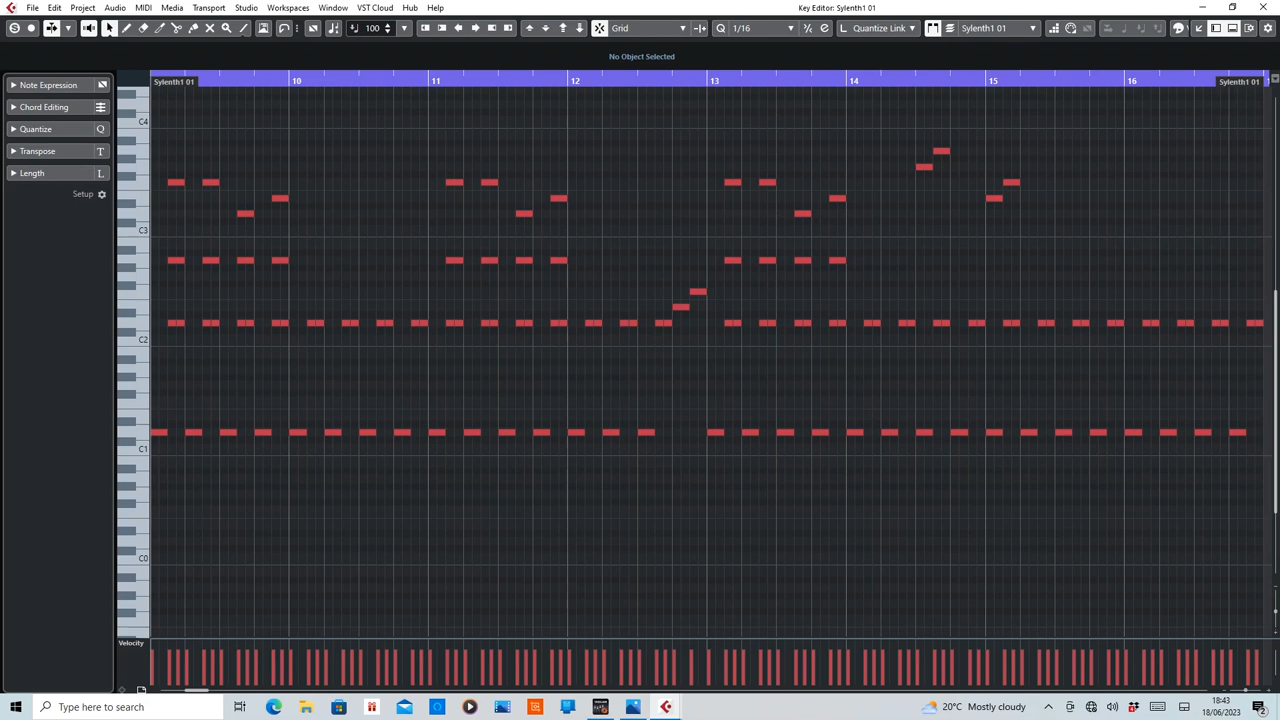 File Edit Project Audio MIDI Media Transport Studio Workspaces Window VST Cloud Hub Help Key Editor: Sylenth1 01
S 100 Grid Q 1/16 e L Quantize Link Sylenth1 01
No Object Selected
10 11 12 13 14 15 16
Sylenth1 01 Sylenth1 01
Note Expression
Chord Editing
Quantize Q
Transpose T
Length L
Setup
C4
C3
C2
C1
C0
Velocity
Type here to search 20°C Mostly cloudy 18:43
18/06/2023